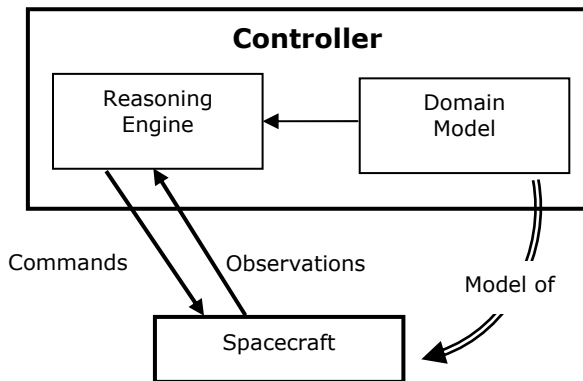 Controller
Reasoning
Engine
Domain
Model
Commands
Observations
Model of
Spacecraft